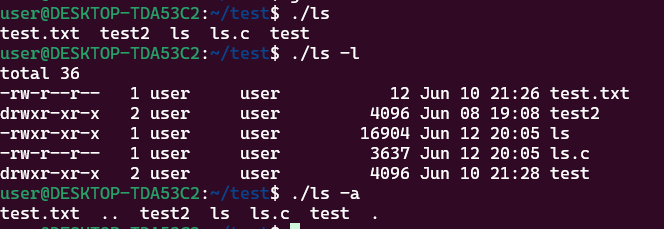 user@DESKTOP-TDA53C2:~/test$ ./ls
test.txt  test2  ls  ls.c  test
user@DESKTOP-TDA53C2:~/test$ ./ls -l
total 36
-rw-r--r--   1 user     user           12 Jun 10 21:26 test.txt
drwxr-xr-x   2 user     user         4096 Jun 08 19:08 test2
-rwxr-xr-x   1 user     user        16904 Jun 12 20:05 ls
-rw-r--r--   1 user     user         3637 Jun 12 20:05 ls.c
drwxr-xr-x   2 user     user         4096 Jun 10 21:28 test
user@DESKTOP-TDA53C2:~/test$ ./ls -a
test.txt  ..  test2  ls  ls.c  test  .